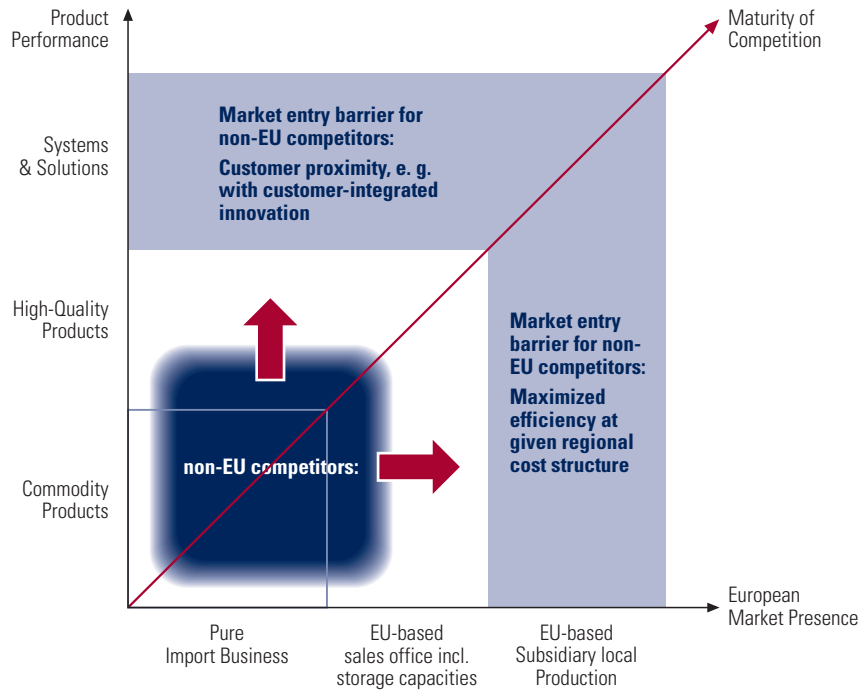 Product
Performance
Maturity of
Competition
Market entry barrier for
non-EU competitors:
Customer proximity, e. g.
with customer-integrated
innovation
Systems
& Solutions
High-Quality
Products
Market entry
barrier for non-
EU competitors:
Maximized
efficiency at
given regional
cost structure
non-EU competitors:
Commodity
Products
European
Market Presence
Pure
Import Business
EU-based
sales office incl.
storage capacities
EU-based
Subsidiary local
Production